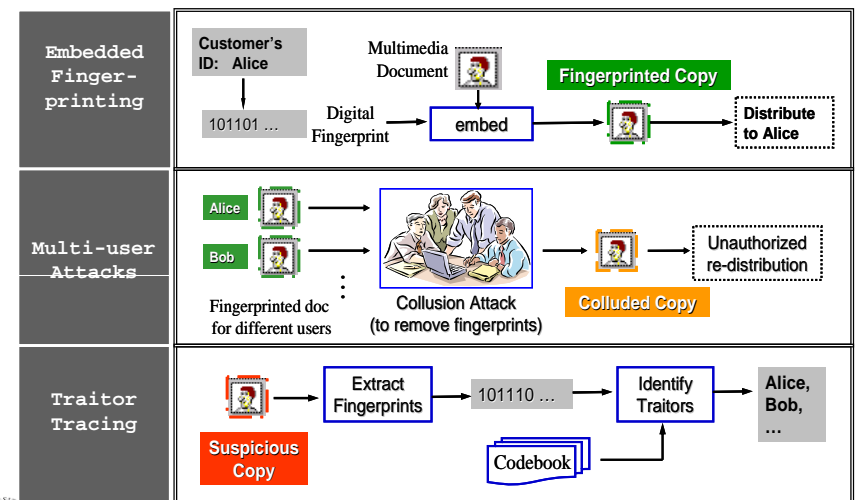 Embedded
Finger-
printing
Customer's
ID: Alice
101101 ...
Digital
Fingerprint
Multimedia
Document
embed
Fingerprinted Copy
Distribute
to Alice
Multi-user
Attacks
Alice
Bob
Fingerprinted doc
for different users
Collusion Attack
(to remove fingerprints)
Colluded Copy
Unauthorized
re-distribution
Traitor
Tracing
Suspicious
Copy
Extract
Fingerprints
101110 ...
Codebook
Identify
Traitors
Alice,
Bob,
...